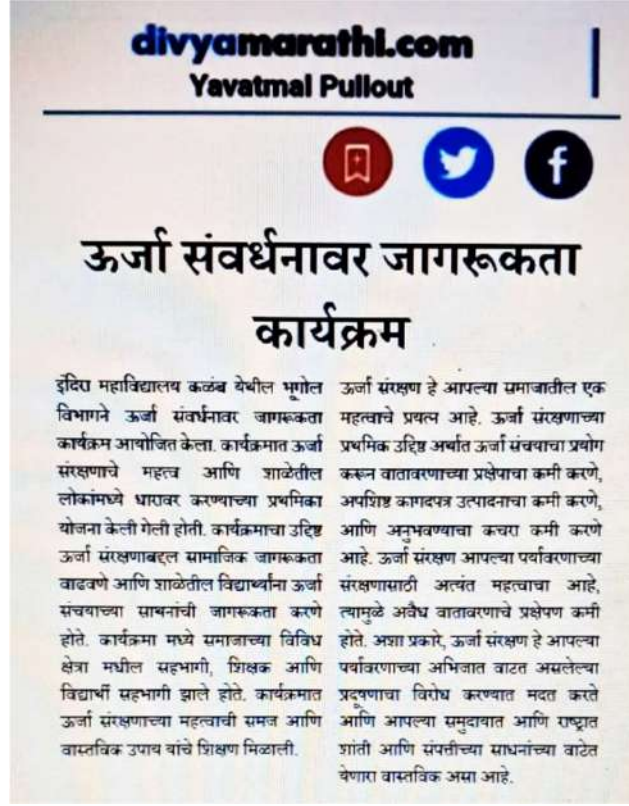 divyamarathi.com
Yavatmal Pullout
ऊर्जा संवर्धनावर जागरूकता
कार्यक्रम
इंदिरा महाविद्यालय कळंब येथील भूगोल
विभागने ऊर्जा संवर्धनावर जागरूकता
कार्यक्रम आयोजित केला. कार्यक्रमात ऊर्जा
संरक्षणाचे महत्व आणि शाळेतील
लोकांमध्ये धारावर करण्याच्या प्रथमिका
योजना केली गेली होती. कार्यक्रमाचा उद्दिष्ट
ऊर्जा संरक्षणाबद्दल सामाजिक जागरूकता
वाढवणे आणि शाळेतील विद्यार्थ्यांना ऊर्जा
संचयाच्या साधनांची जागरूकता करणे
होते. कार्यक्रमा मध्ये समाजाच्या विविध
क्षेत्रा मधील सहभागी, शिक्षक आणि
विद्यार्थी सहभागी झाले होते. कार्यक्रमात
ऊर्जा संरक्षणाच्या महत्वाची समज आणि
वास्तविक उपाय यांचे शिक्षण मिळाली.
ऊर्जा संरक्षण हे आपल्या समाजातील एक
महत्वाचे प्रयत्न आहे. ऊर्जा संरक्षणाच्या
प्रथमिक उद्दिष्ट अर्थात ऊर्जा संचयाचा प्रयोग
करून वातावरणाच्या प्रक्षेपाचा कमी करणे,
अपशिष्ट कागदपत्र उत्पादनाचा कमी करणे,
आणि अनुभवण्याचा कचरा कमी करणे
आहे. ऊर्जा संरक्षण आपल्या पर्यावरणाच्या
संरक्षणासाठी अत्यंत महत्वाचा आहे,
त्यामुळे अवैध वातावरणाचे प्रक्षेपण कमी
होते. अशा प्रकारे, ऊर्जा संरक्षण हे आपल्या
पर्यावरणाच्या अभिजात वाटत असलेल्या
प्रदूषणाचा विरोध करण्यात मदत करते
आणि आपल्या समुदायात आणि राष्ट्रात
शांती आणि संपत्तीच्या साधनांच्या वाटेत
येणारा वास्तविक असा आहे.